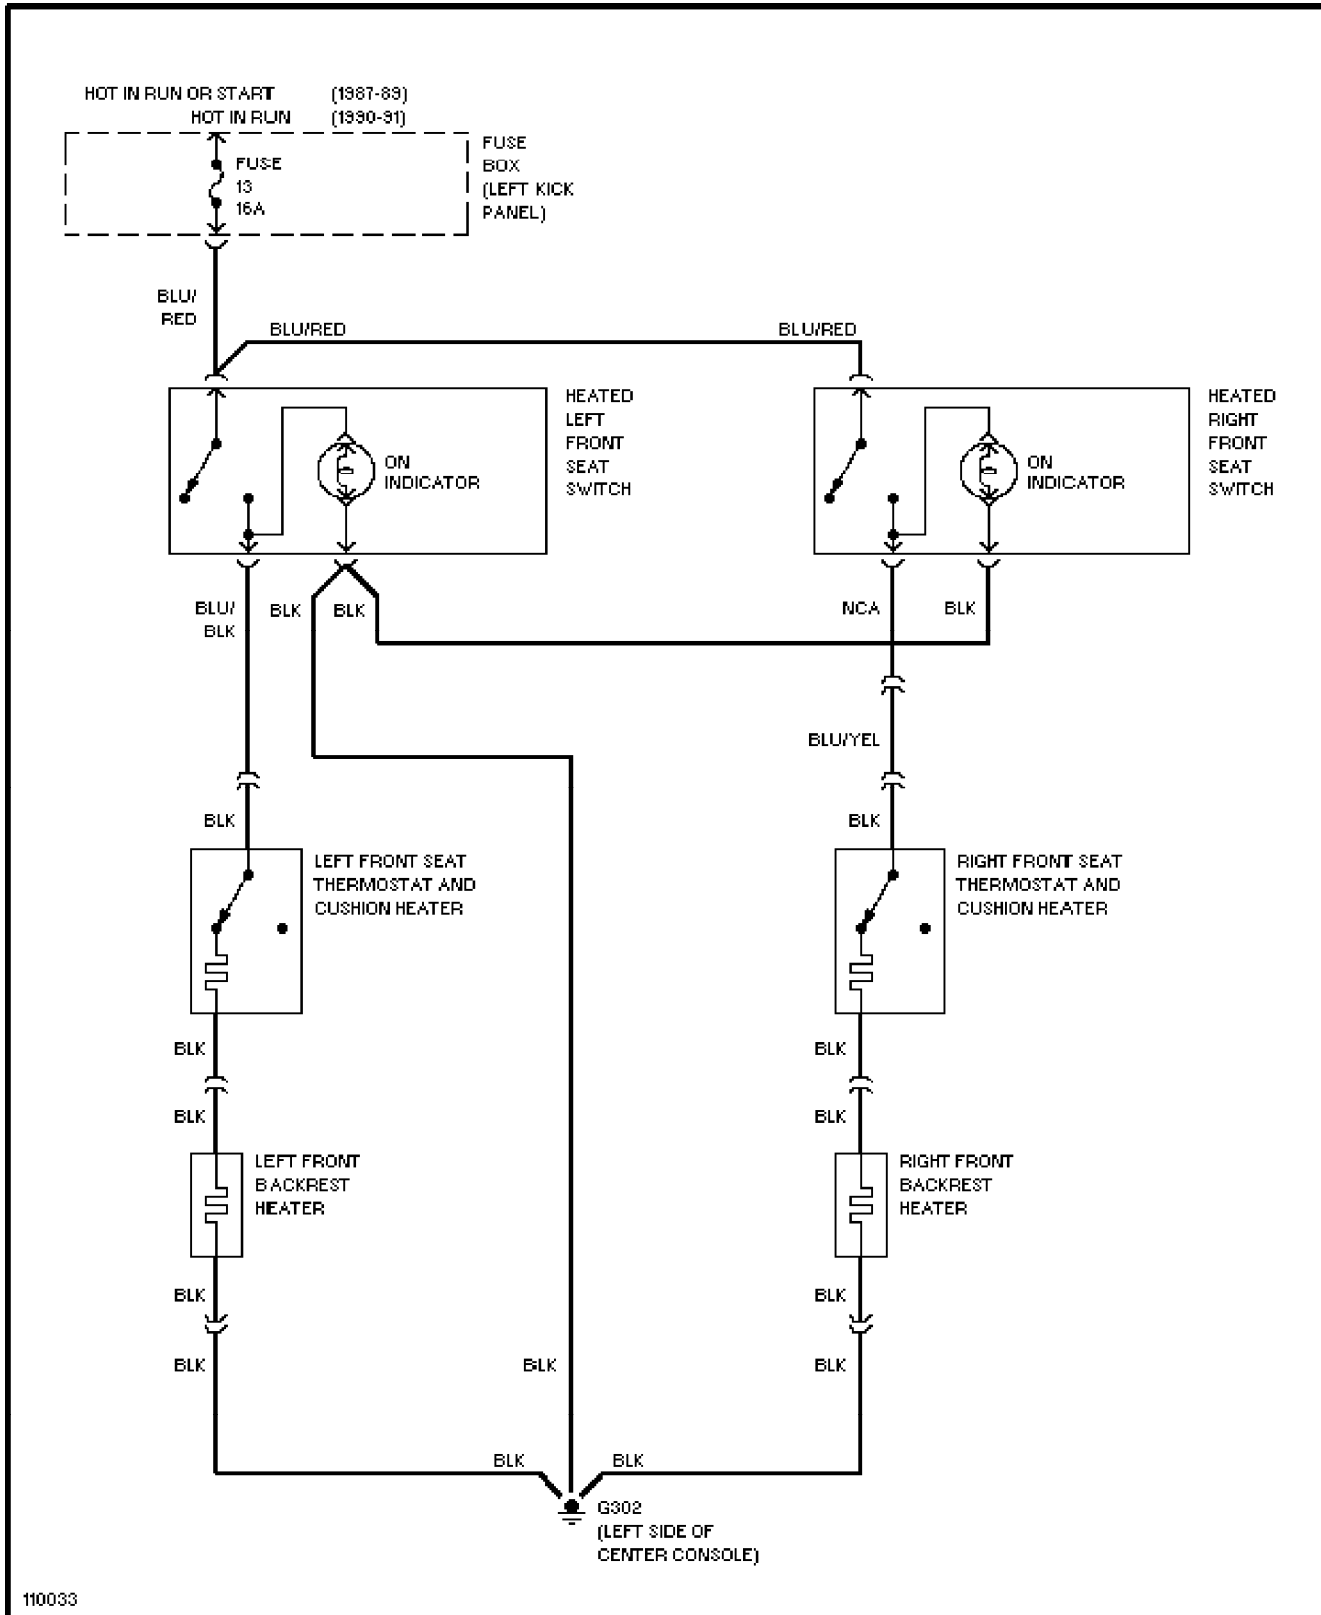 HOT IN RUN OR START (1987-89)
HOT IN RUN (1990-91)
FUSE
13
16A
FUSE
BOX
(LEFT KICK
PANEL)
BLU/
RED
BLU/RED
BLU/RED
HEATED
LEFT
FRONT
SEAT
SWITCH
ON
INDICATOR
HEATED
RIGHT
FRONT
SEAT
SWITCH
ON
INDICATOR
BLU/
BLK
BLK
BLK
NCA
BLK
BLU/YEL
BLK
BLK
LEFT FRONT SEAT
THERMOSTAT AND
CUSHION HEATER
RIGHT FRONT SEAT
THERMOSTAT AND
CUSHION HEATER
BLK
BLK
BLK
BLK
LEFT FRONT
BACKREST
HEATER
RIGHT FRONT
BACKREST
HEATER
BLK
BLK
BLK
BLK
BLK
BLK
BLK
G302
(LEFT SIDE OF
CENTER CONSOLE)
110033